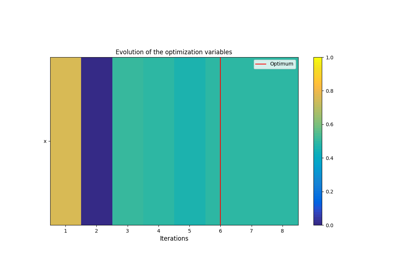 Evolution of the optimization variables
Optimum
x
1 2 3 4 5 6 7 8
Iterations
1.0
0.8
0.6
0.4
0.2
0.0